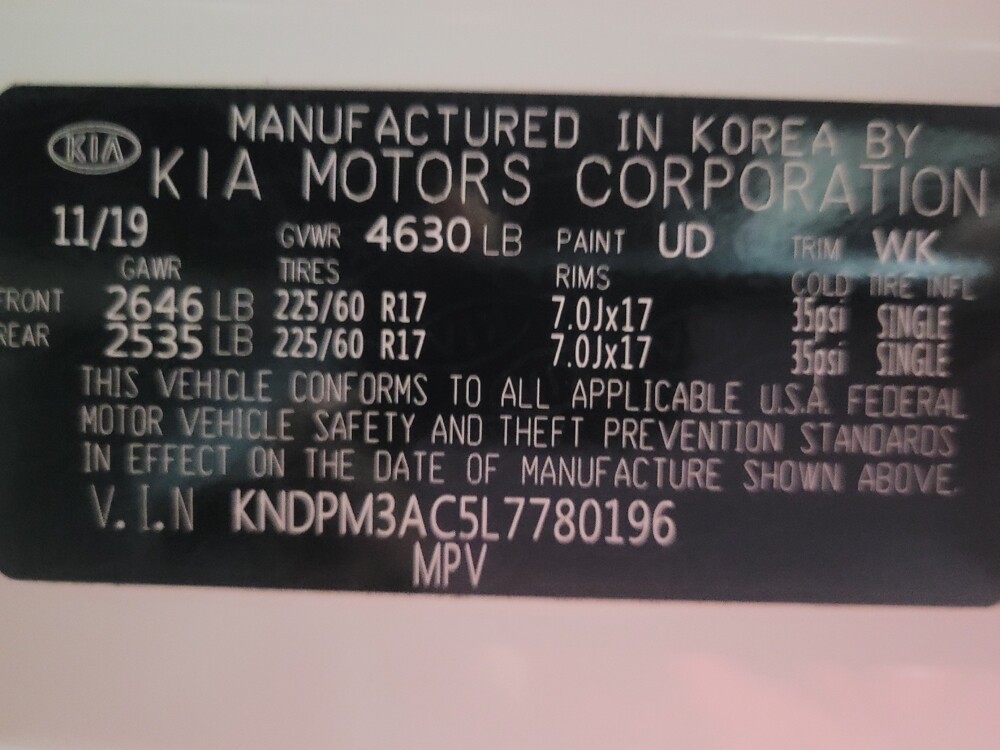 KIA
MANUFACTURED IN KOREA BY
KIA MOTORS CORPORATION
11/19 GVWR 4630 LB PAINT UD TRIM WK
GAWR TIRES RIMS COLD TIRE INFL
FRONT 2646 LB 225/60 R17 7.0Jx17 35psi SINGLE
REAR 2535 LB 225/60 R17 7.0Jx17 35psi SINGLE
THIS VEHICLE CONFORMS TO ALL APPLICABLE U.S.A. FEDERAL
MOTOR VEHICLE SAFETY AND THEFT PREVENTION STANDARDS
IN EFFECT ON THE DATE OF MANUFACTURE SHOWN ABOVE.
V.I.N KNDPM3AC5L7780196
MPV